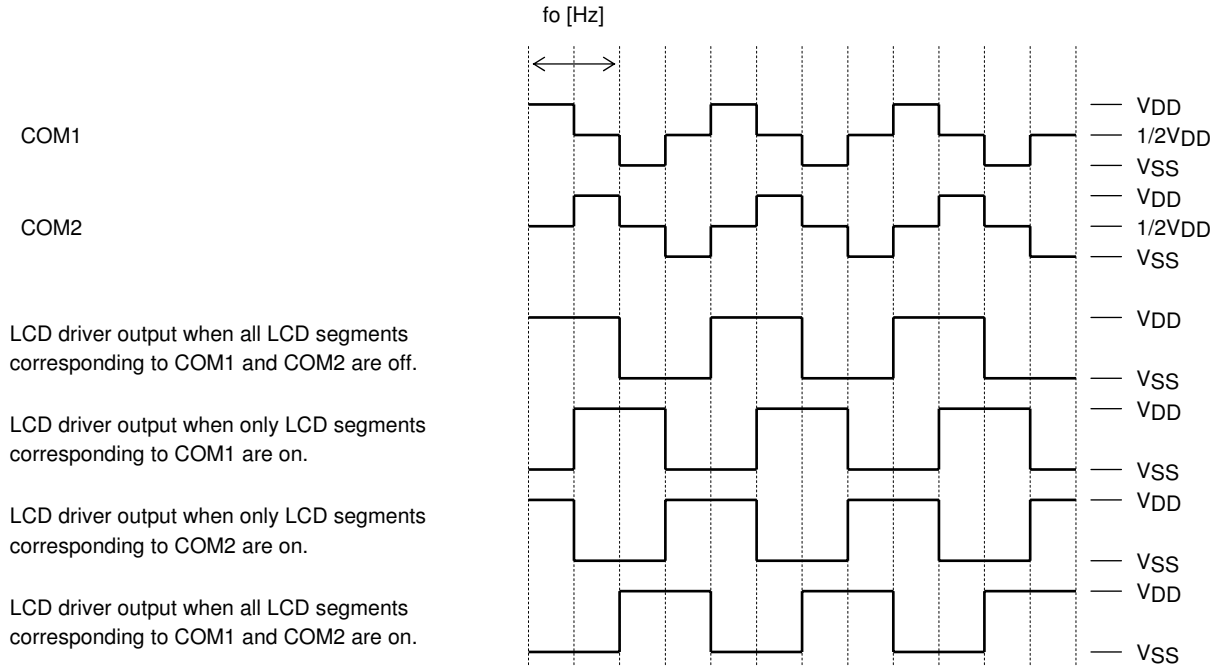 fo [Hz]
COM1
VDD
1/2VDD
VSS
COM2
VDD
1/2VDD
VSS
LCD driver output when all LCD segments
corresponding to COM1 and COM2 are off.
VDD
VSS
LCD driver output when only LCD segments
corresponding to COM1 are on.
VDD
VSS
LCD driver output when only LCD segments
corresponding to COM2 are on.
VDD
VSS
LCD driver output when all LCD segments
corresponding to COM1 and COM2 are on.
VDD
VSS